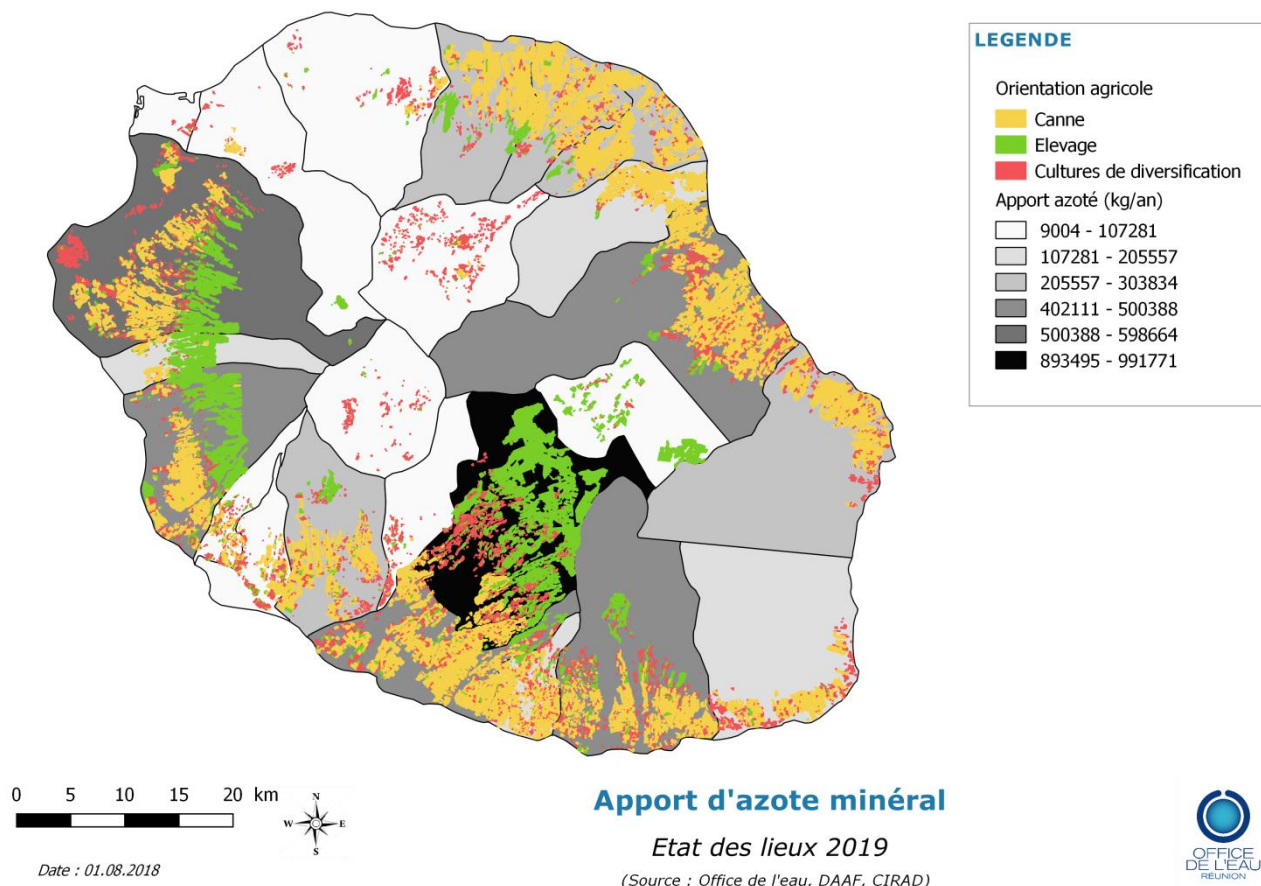 LEGENDE
Orientation agricole
Canne
Elevage
Cultures de diversification
Apport azoté (kg/an)
9004 - 107281
107281 - 205557
205557 - 303834
402111 - 500388
500388 - 598664
893495 - 991771
0 5 10 15 20 km
N
W E
S
Date : 01.08.2018
Apport d'azote minéral
Etat des lieux 2019
(Source : Office de l'eau, DAAF, CIRAD)
OFFICE
DE L'EAU
RÉUNION